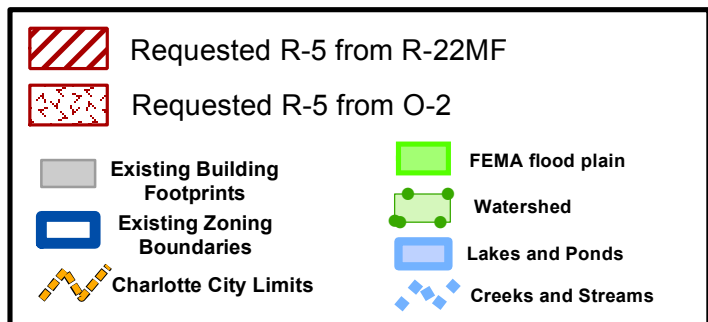 Requested R-5 from R-22MF
Requested R-5 from O-2
Existing Building
Footprints
Existing Zoning
Boundaries
Charlotte City Limits
FEMA flood plain
Watershed
Lakes and Ponds
Creeks and Streams